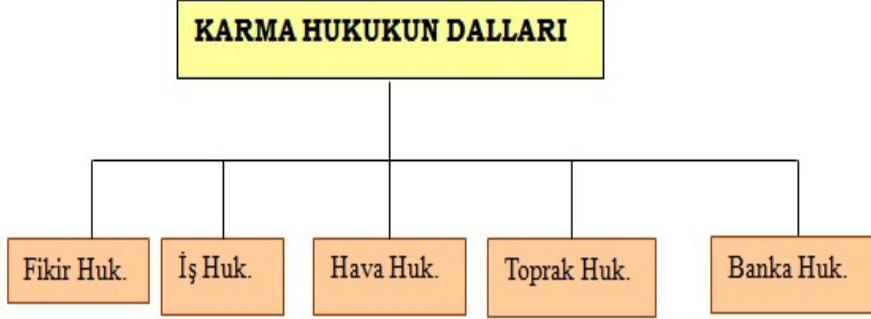 KARMA HUKUKUN DALLARI
Fikir Huk.
İş Huk.
Hava Huk.
Toprak Huk.
Banka Huk.